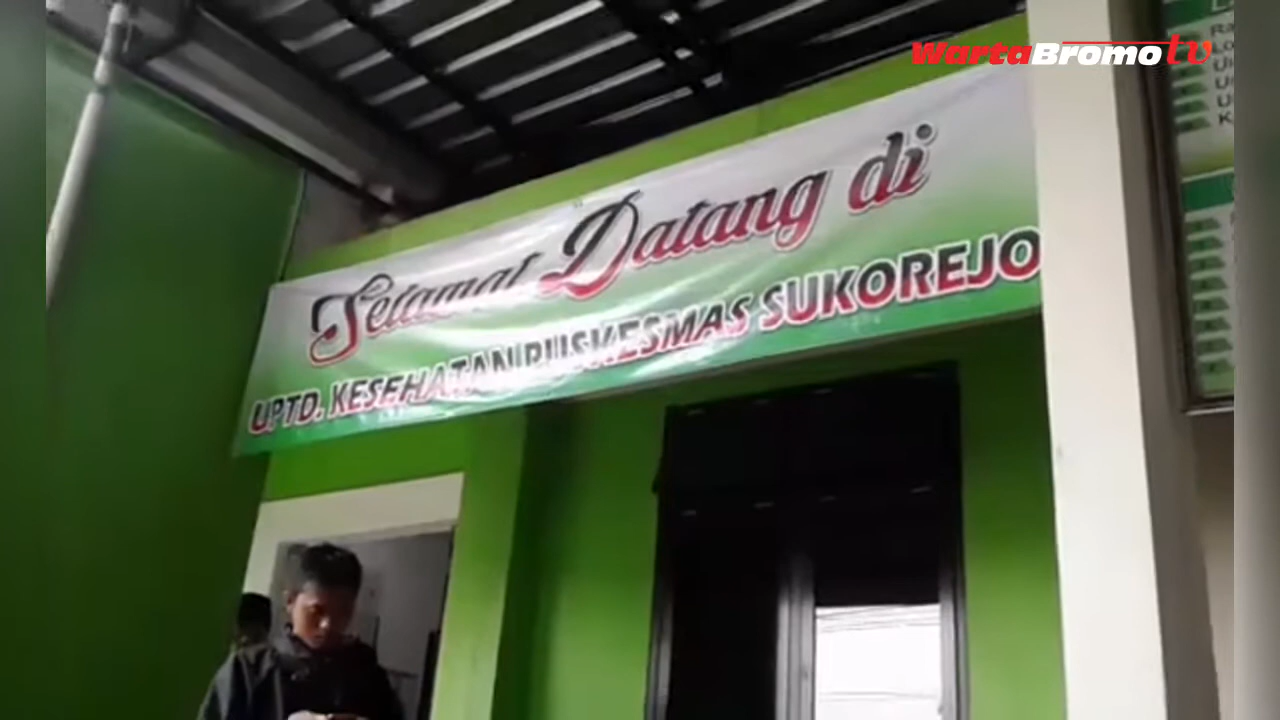 WartaBromo tv
Selamat Datang di
UPTD. KESEHATAN PUSKESMAS SUKOREJO